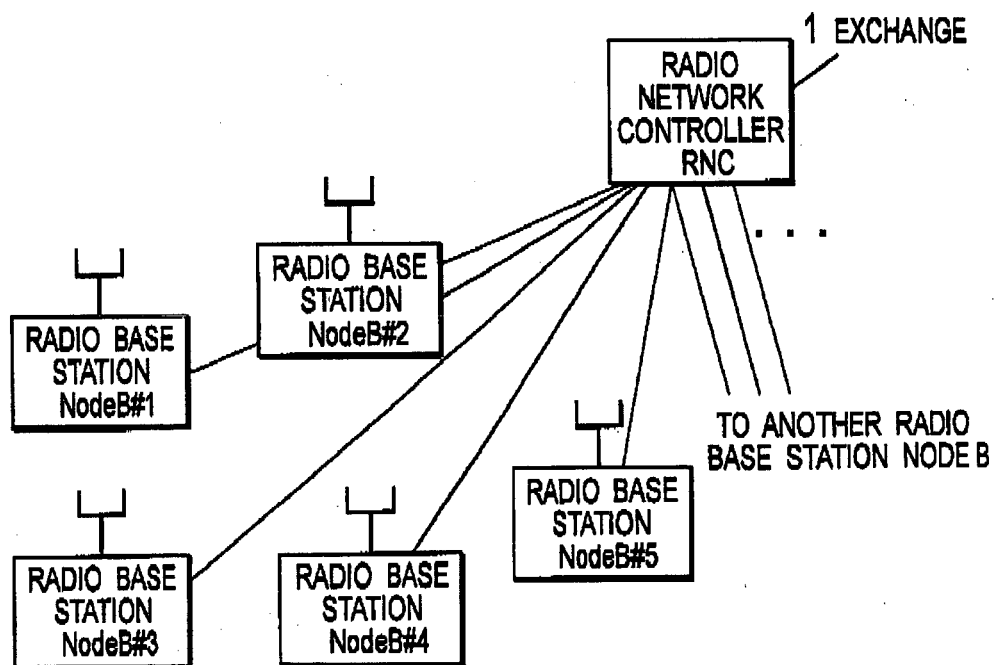 1 EXCHANGE
RADIO
NETWORK
CONTROLLER
RNC
. . .
RADIO BASE
STATION
NodeB#2
RADIO BASE
STATION
NodeB#1
TO ANOTHER RADIO
BASE STATION NODE B
RADIO BASE
STATION
NodeB#5
RADIO BASE
STATION
NodeB#3
RADIO BASE
STATION
NodeB#4